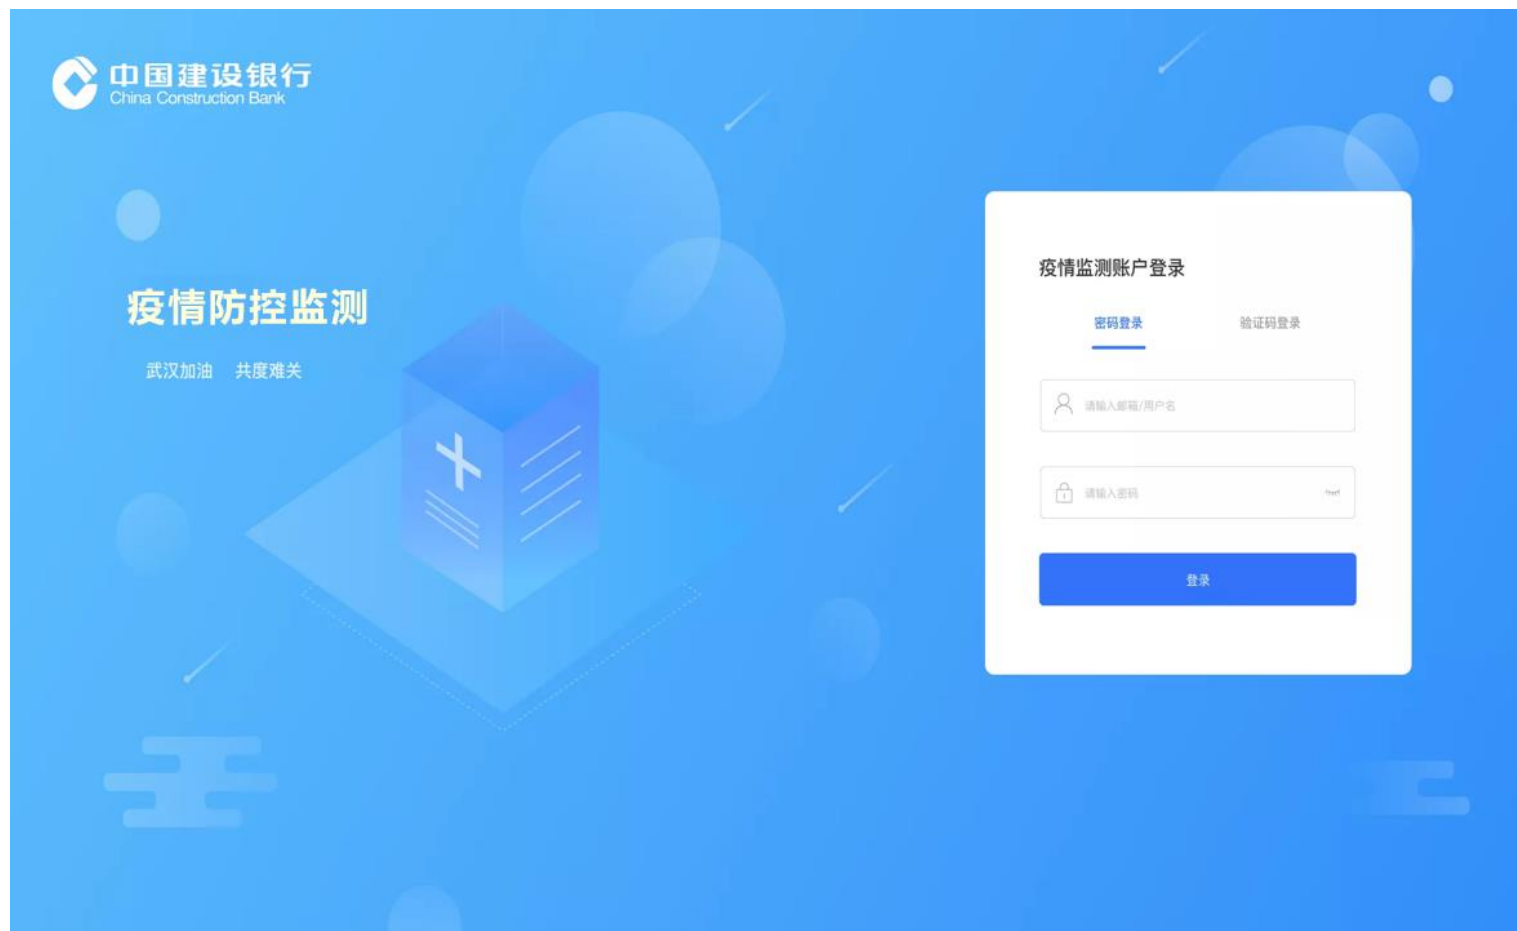 中国建设银行
China Construction Bank
疫情防控监测
武汉加油 共度难关
疫情监测账户登录
密码登录 验证码登录
请输入邮箱/用户名
请输入密码
登录